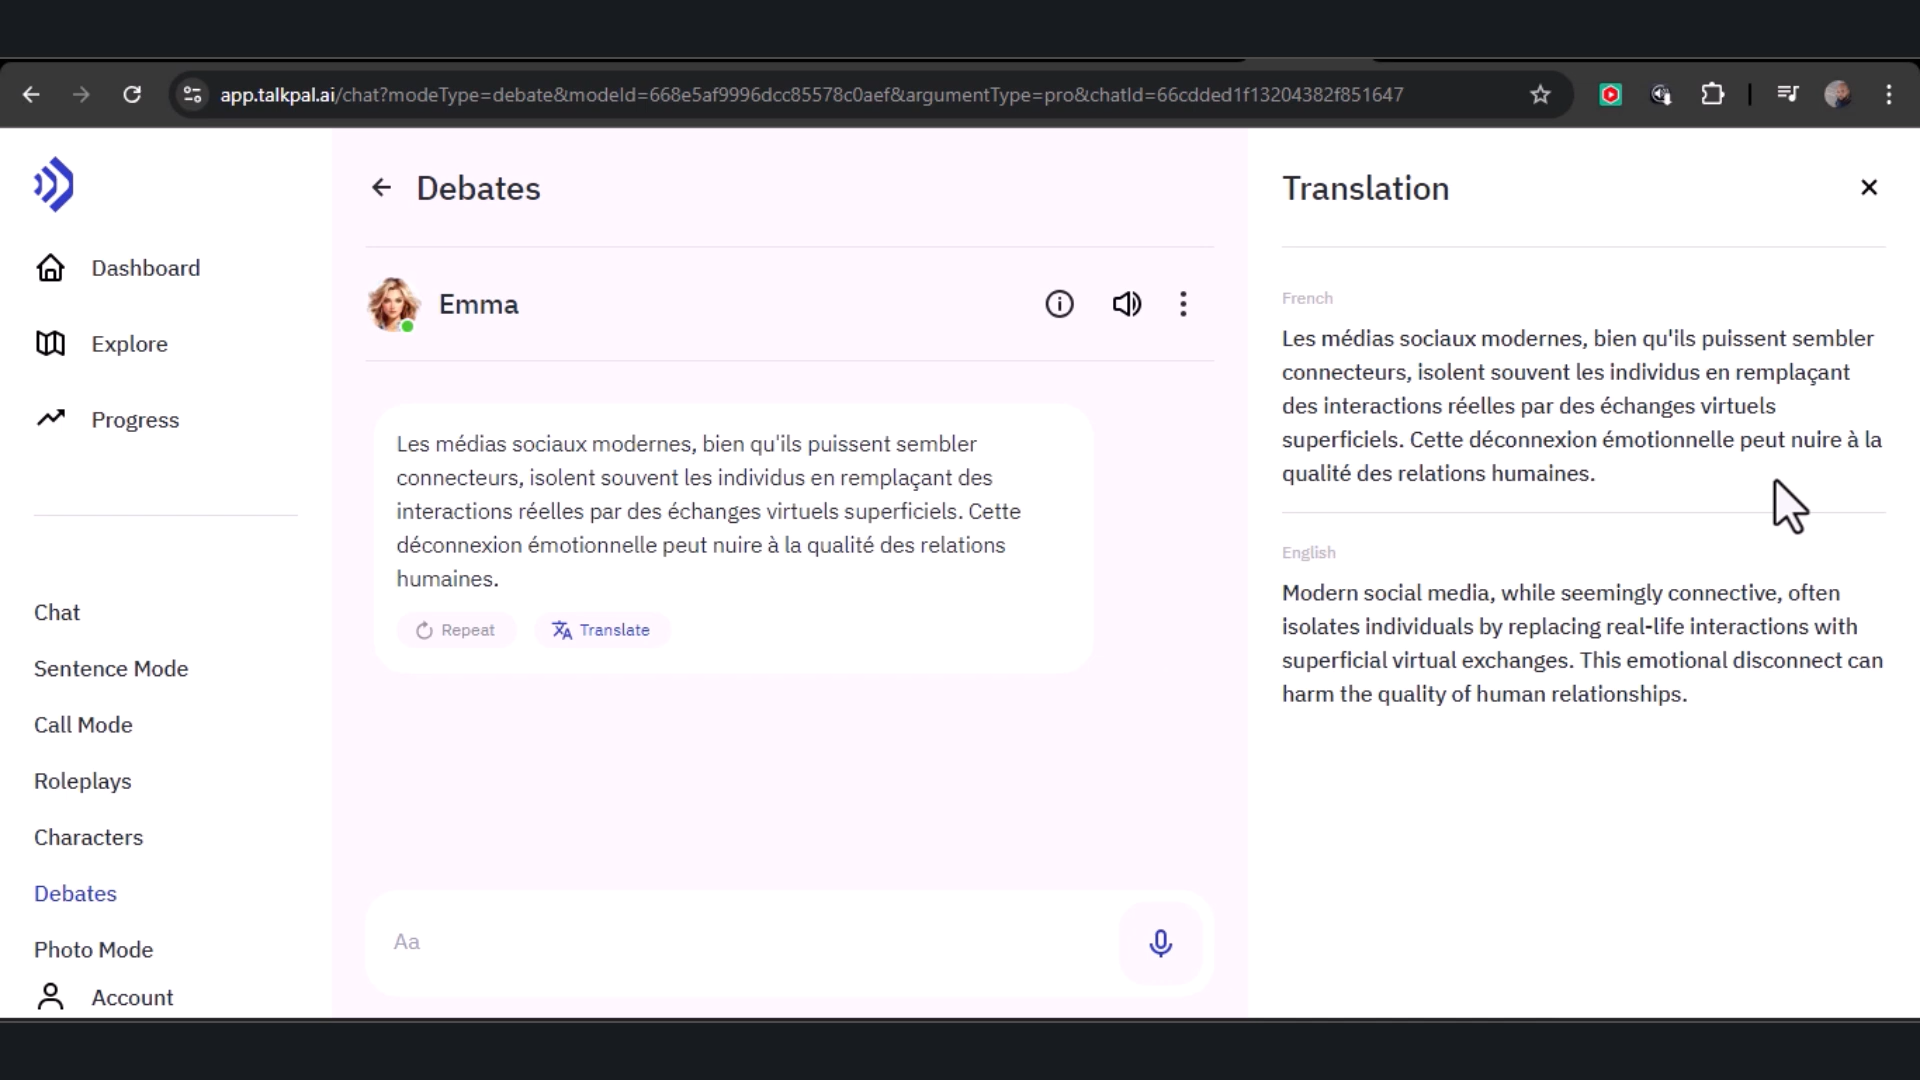 app.talkpal.ai/chat?modeType=debate&modeId=668e5af9996dcc85578c0aef&argumentType=pro&chatId=66cdded1f13204382f851647
Dashboard
Explore
Progress
Chat
Sentence Mode
Call Mode
Roleplays
Characters
Debates
Photo Mode
Account
Debates
Emma
Les médias sociaux modernes, bien qu'ils puissent sembler
connecteurs, isolent souvent les individus en remplaçant des
interactions réelles par des échanges virtuels superficiels. Cette
déconnexion émotionnelle peut nuire à la qualité des relations
humaines.
Repeat
Translate
Aa
Translation
French
Les médias sociaux modernes, bien qu'ils puissent sembler
connecteurs, isolent souvent les individus en remplaçant
des interactions réelles par des échanges virtuels
superficiels. Cette déconnexion émotionnelle peut nuire à la
qualité des relations humaines.
English
Modern social media, while seemingly connective, often
isolates individuals by replacing real-life interactions with
superficial virtual exchanges. This emotional disconnect can
harm the quality of human relationships.